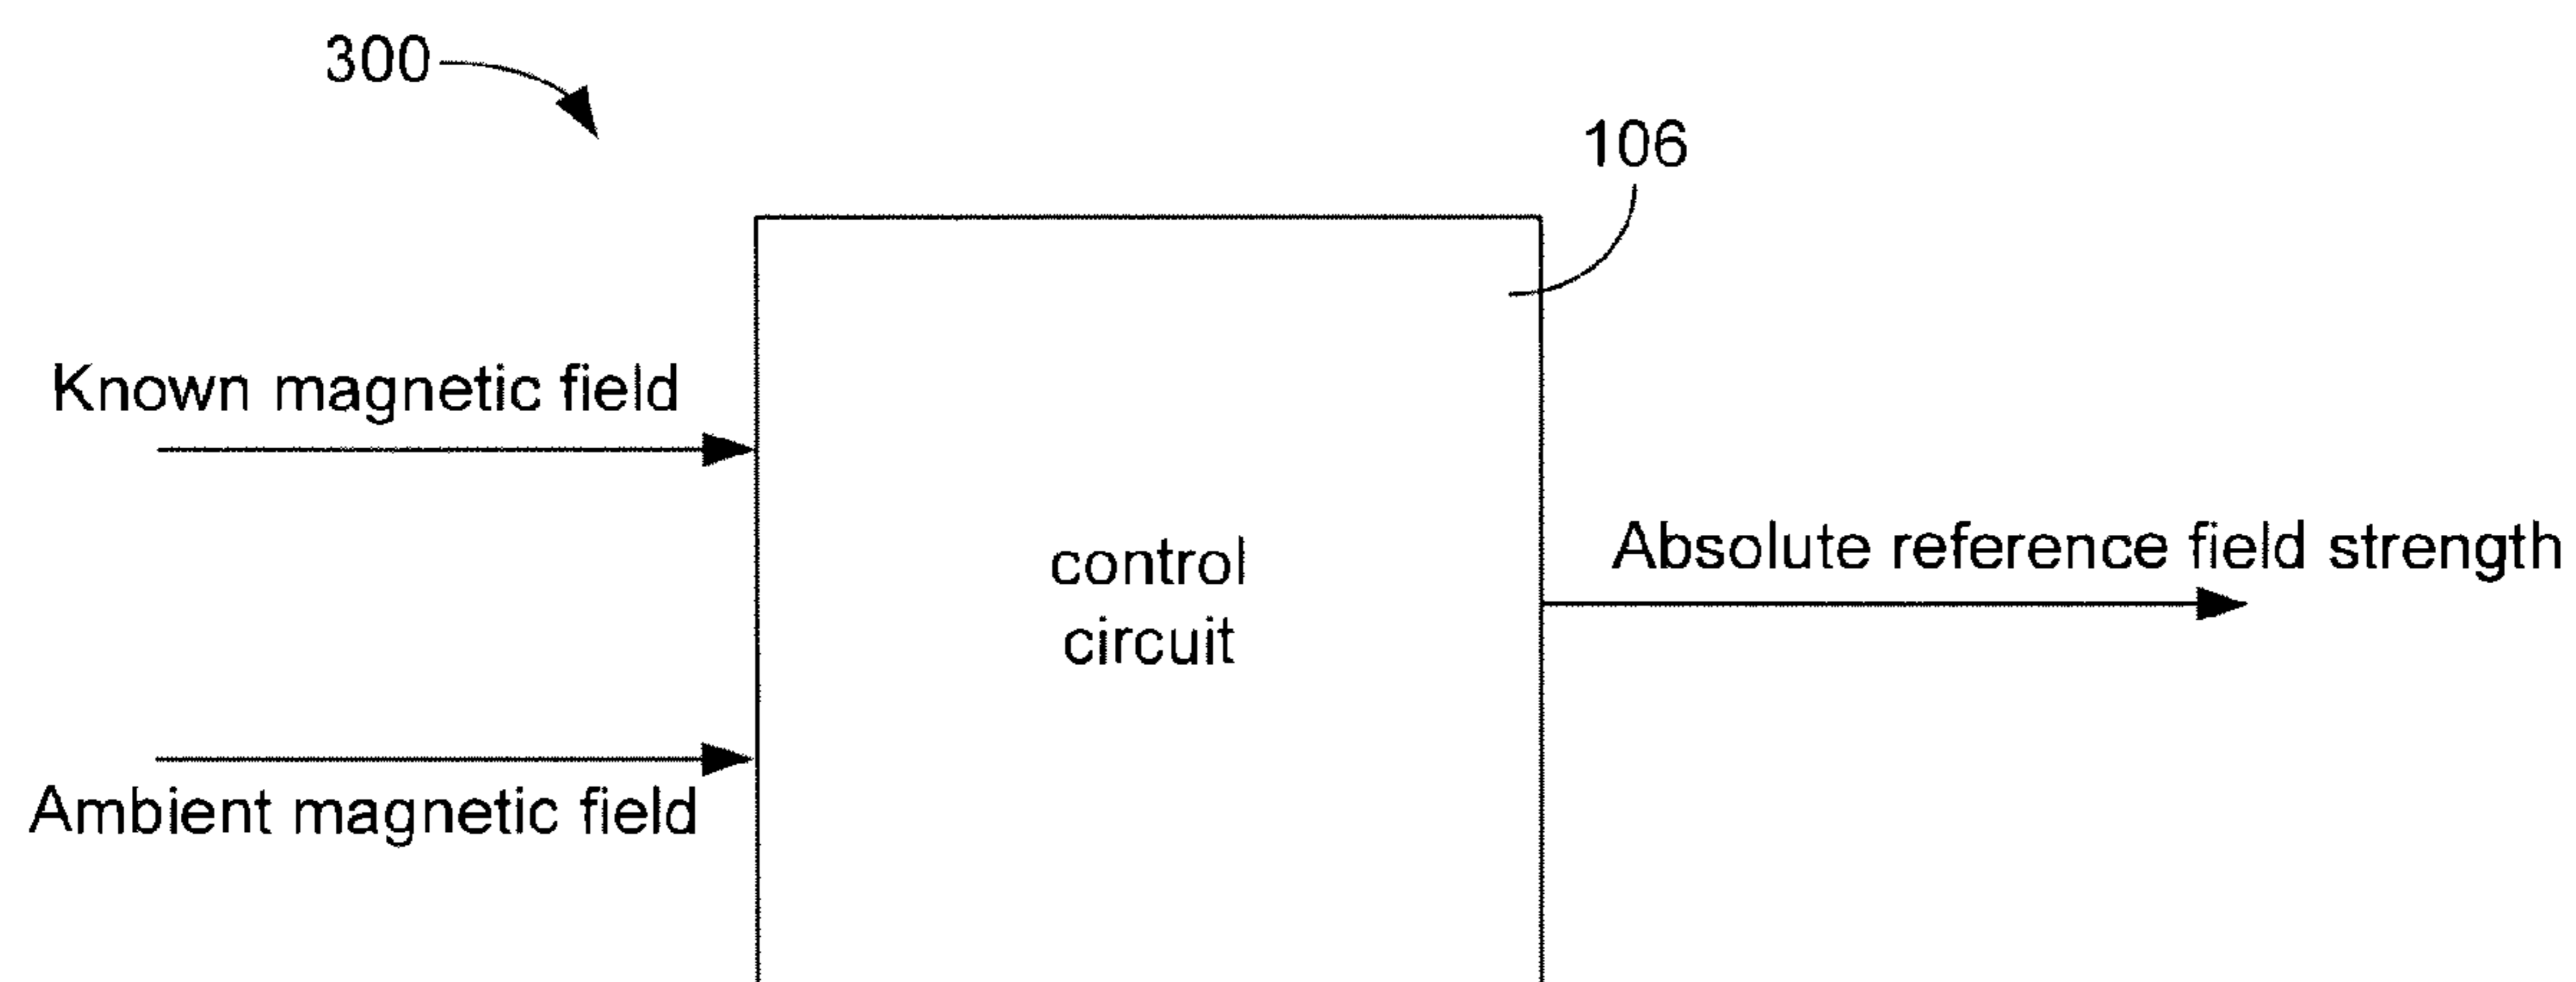 300
106
Known magnetic field
control
circuit
Absolute reference field strength
Ambient magnetic field